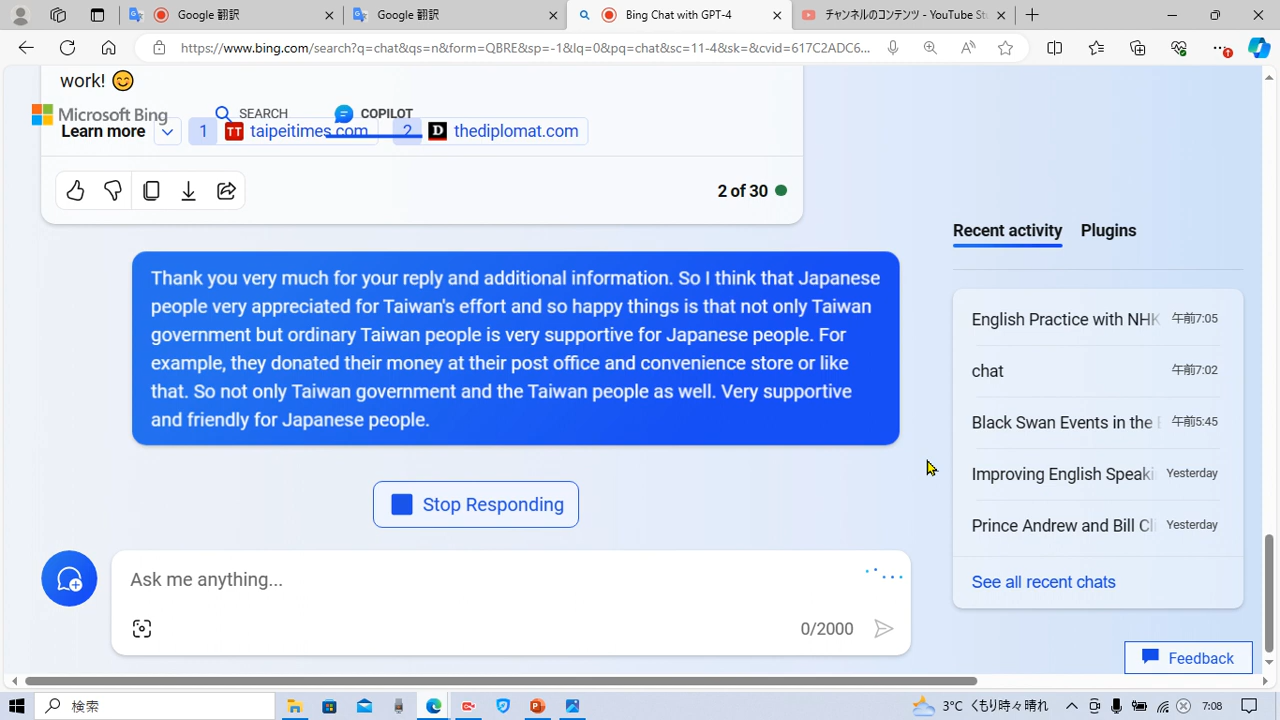 Google 翻訳
Google 翻訳
Bing Chat with GPT-4
チャンネルのコンテンツ - YouTube St
https://www.bing.com/search?q=chat&qs=n&form=QBRE&sp=-1&lq=0&pq=chat&sc=11-4&sk=&cvid=617C2ADC6...
work! 😊
Microsoft Bing
SEARCH
COPILOT
Learn more
1 TT taipeitimes.com
2 D thediplomat.com
2 of 30
Recent activity Plugins
Thank you very much for your reply and additional information. So I think that Japanese
people very appreciated for Taiwan's effort and so happy things is that not only Taiwan
government but ordinary Taiwan people is very supportive for Japanese people. For
example, they donated their money at their post office and convenience store or like
that. So not only Taiwan government and the Taiwan people as well. Very supportive
and friendly for Japanese people.
English Practice with NHK 午前7:05
chat 午前7:02
Black Swan Events in the 午前5:45
Improving English Speaki Yesterday
Prince Andrew and Bill Cli Yesterday
See all recent chats
Stop Responding
Ask me anything...
0/2000
Feedback
検索
3°C くもり時々晴れ
7:08